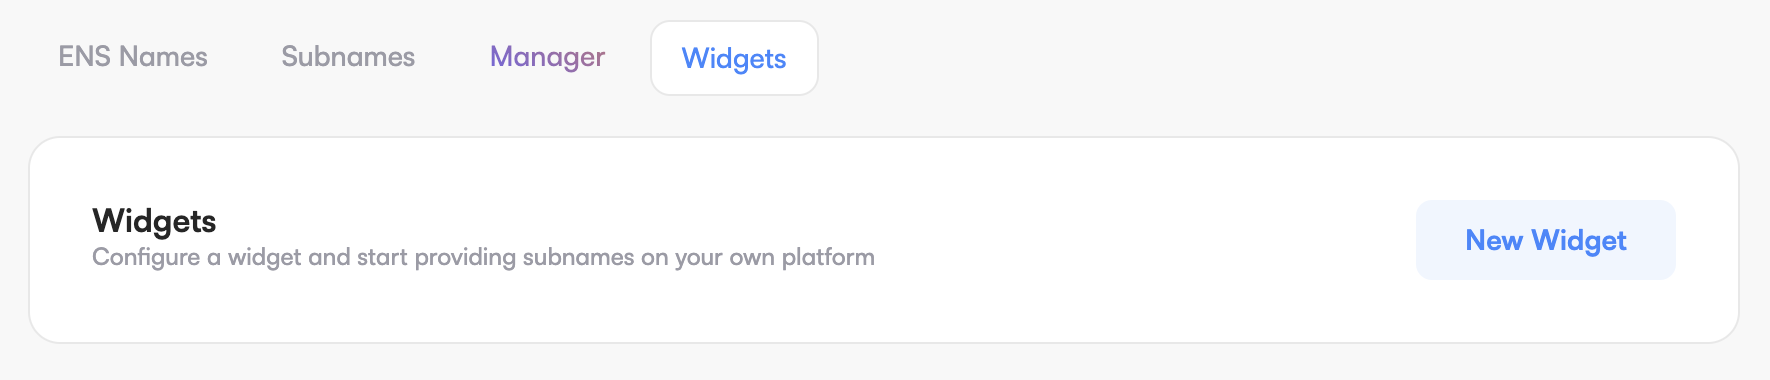 ENS Names Subnames Manager Widgets
Widgets
Configure a widget and start providing subnames on your own platform
New Widget